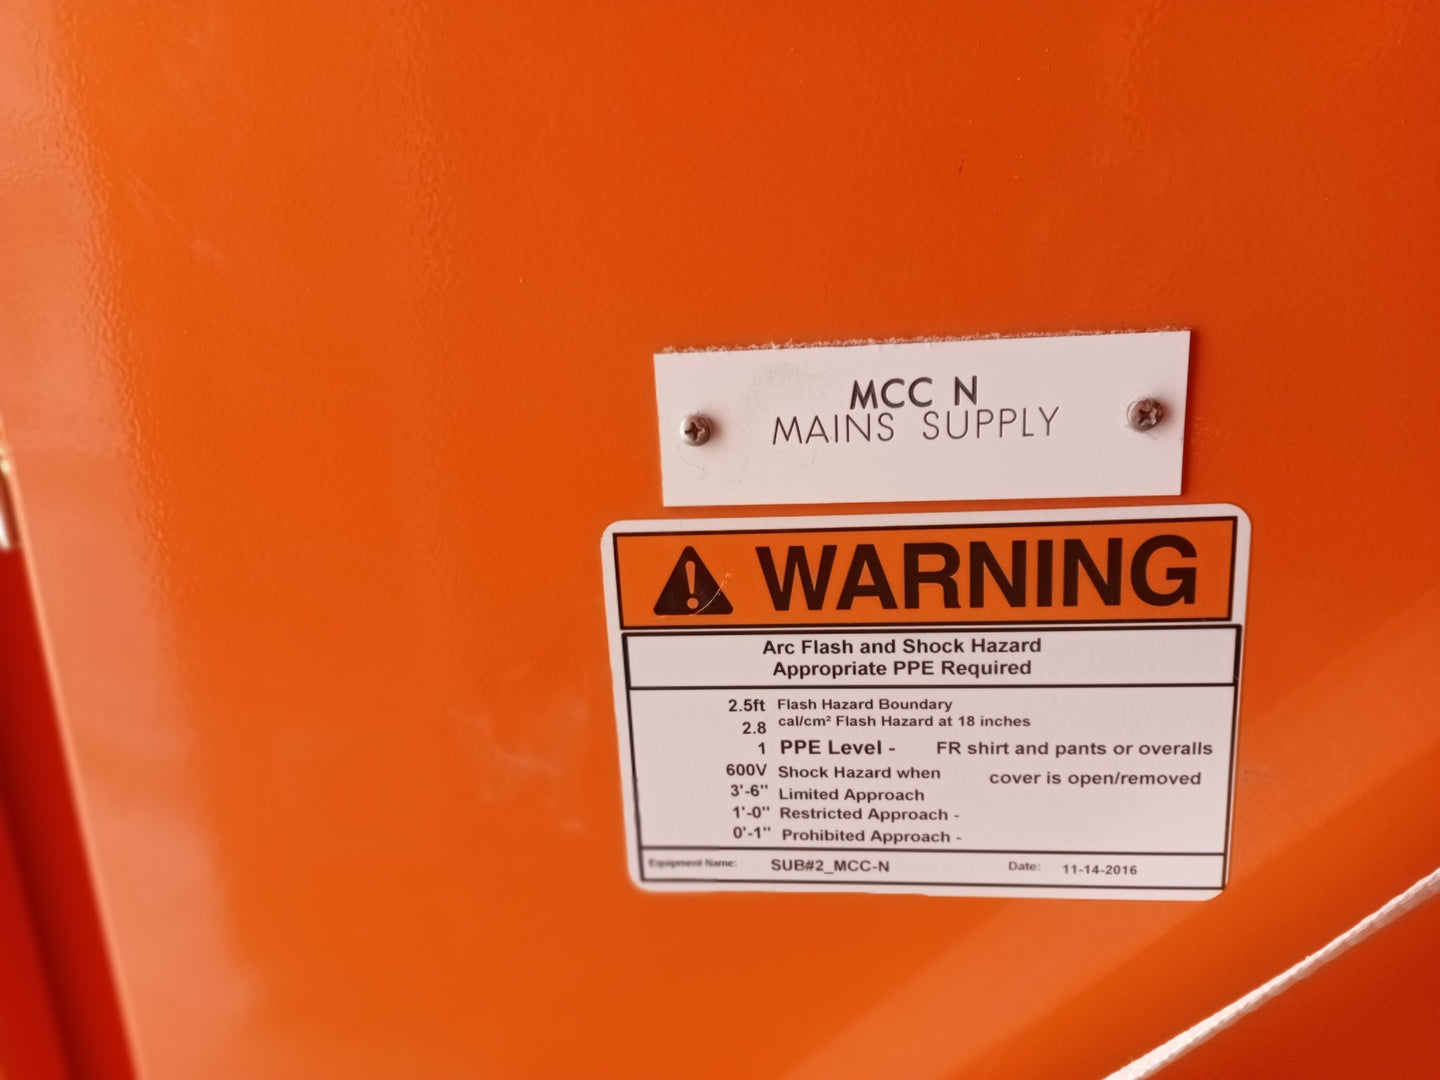 MCC N
MAINS SUPPLY
WARNING
Arc Flash and Shock Hazard
Appropriate PPE Required
2.5ft Flash Hazard Boundary
2.8 cal/cm² Flash Hazard at 18 inches
1 PPE Level - FR shirt and pants or overalls
600V Shock Hazard when cover is open/removed
3'-6" Limited Approach
1'-0" Restricted Approach -
0'-1" Prohibited Approach -
Equipment Name: SUB#2_MCC-N Date: 11-14-2016